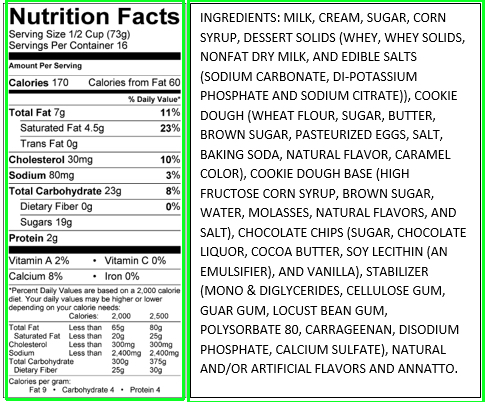 Nutrition Facts
Serving Size 1/2 Cup (73g)
Servings Per Container 16
Amount Per Serving
Calories 170 Calories from Fat 60
% Daily Value*
Total Fat 7g 11%
Saturated Fat 4.5g 23%
Trans Fat 0g
Cholesterol 30mg 10%
Sodium 80mg 3%
Total Carbohydrate 23g 8%
Dietary Fiber 0g 0%
Sugars 19g
Protein 2g
Vitamin A 2% • Vitamin C 0%
Calcium 8% • Iron 0%
*Percent Daily Values are based on a 2,000 calorie
diet. Your daily values may be higher or lower
depending on your calorie needs:
Calories: 2,000 2,500
Total Fat Less than 65g 80g
Saturated Fat Less than 20g 25g
Cholesterol Less than 300mg 300mg
Sodium Less than 2,400mg 2,400mg
Total Carbohydrate 300g 375g
Dietary Fiber 25g 30g
Calories per gram:
Fat 9 • Carbohydrate 4 • Protein 4
INGREDIENTS: MILK, CREAM, SUGAR, CORN
SYRUP, DESSERT SOLIDS (WHEY, WHEY SOLIDS,
NONFAT DRY MILK, AND EDIBLE SALTS
(SODIUM CARBONATE, DI-POTASSIUM
PHOSPHATE AND SODIUM CITRATE)), COOKIE
DOUGH (WHEAT FLOUR, SUGAR, BUTTER,
BROWN SUGAR, PASTEURIZED EGGS, SALT,
BAKING SODA, NATURAL FLAVOR, CARAMEL
COLOR), COOKIE DOUGH BASE (HIGH
FRUCTOSE CORN SYRUP, BROWN SUGAR,
WATER, MOLASSES, NATURAL FLAVORS, AND
SALT), CHOCOLATE CHIPS (SUGAR, CHOCOLATE
LIQUOR, COCOA BUTTER, SOY LECITHIN (AN
EMULSIFIER), AND VANILLA), STABILIZER
(MONO & DIGLYCERIDES, CELLULOSE GUM,
GUAR GUM, LOCUST BEAN GUM,
POLYSORBATE 80, CARRAGEENAN, DISODIUM
PHOSPHATE, CALCIUM SULFATE), NATURAL
AND/OR ARTIFICIAL FLAVORS AND ANNATTO.